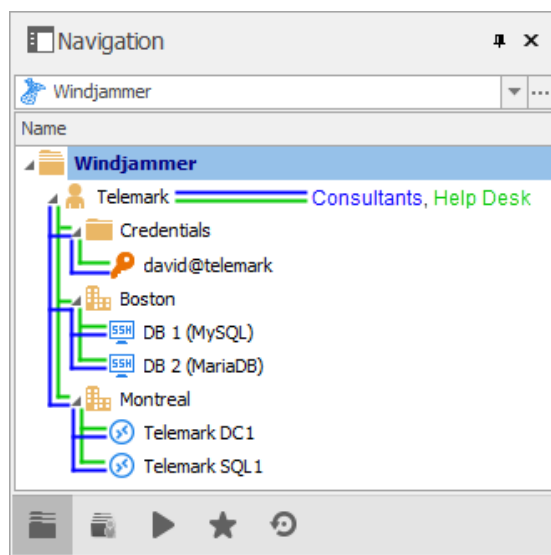 Navigation
Windjammer
Name
Windjammer
Telemark Consultants, Help Desk
Credentials
david@telemark
Boston
SSH DB 1 (MySQL)
SSH DB 2 (MariaDB)
Montreal
Telemark DC1
Telemark SQL1